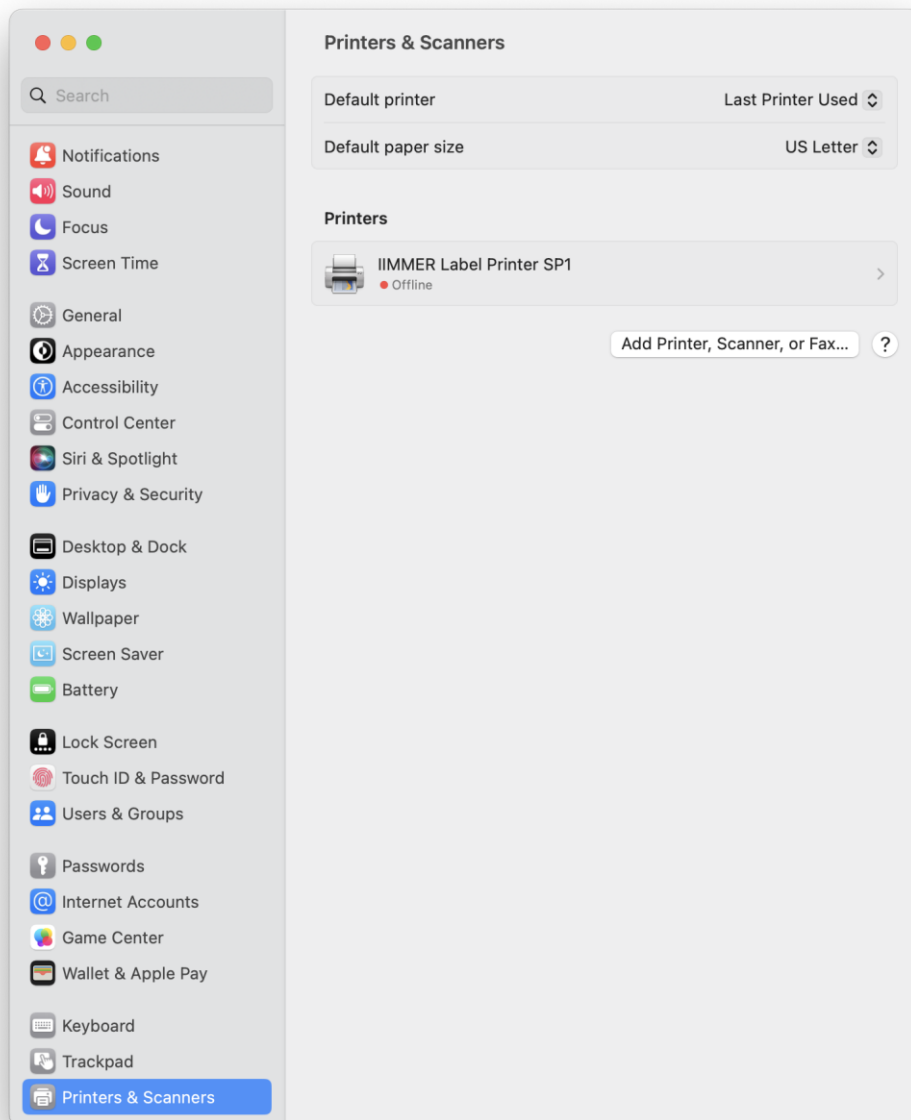 Search
Notifications
Sound
Focus
Screen Time
General
Appearance
Accessibility
Control Center
Siri & Spotlight
Privacy & Security
Desktop & Dock
Displays
Wallpaper
Screen Saver
Battery
Lock Screen
Touch ID & Password
Users & Groups
Passwords
Internet Accounts
Game Center
Wallet & Apple Pay
Keyboard
Trackpad
Printers & Scanners
Printers & Scanners
Default printer Last Printer Used
Default paper size US Letter
Printers
IIMMER Label Printer SP1
Offline
Add Printer, Scanner, or Fax... ?